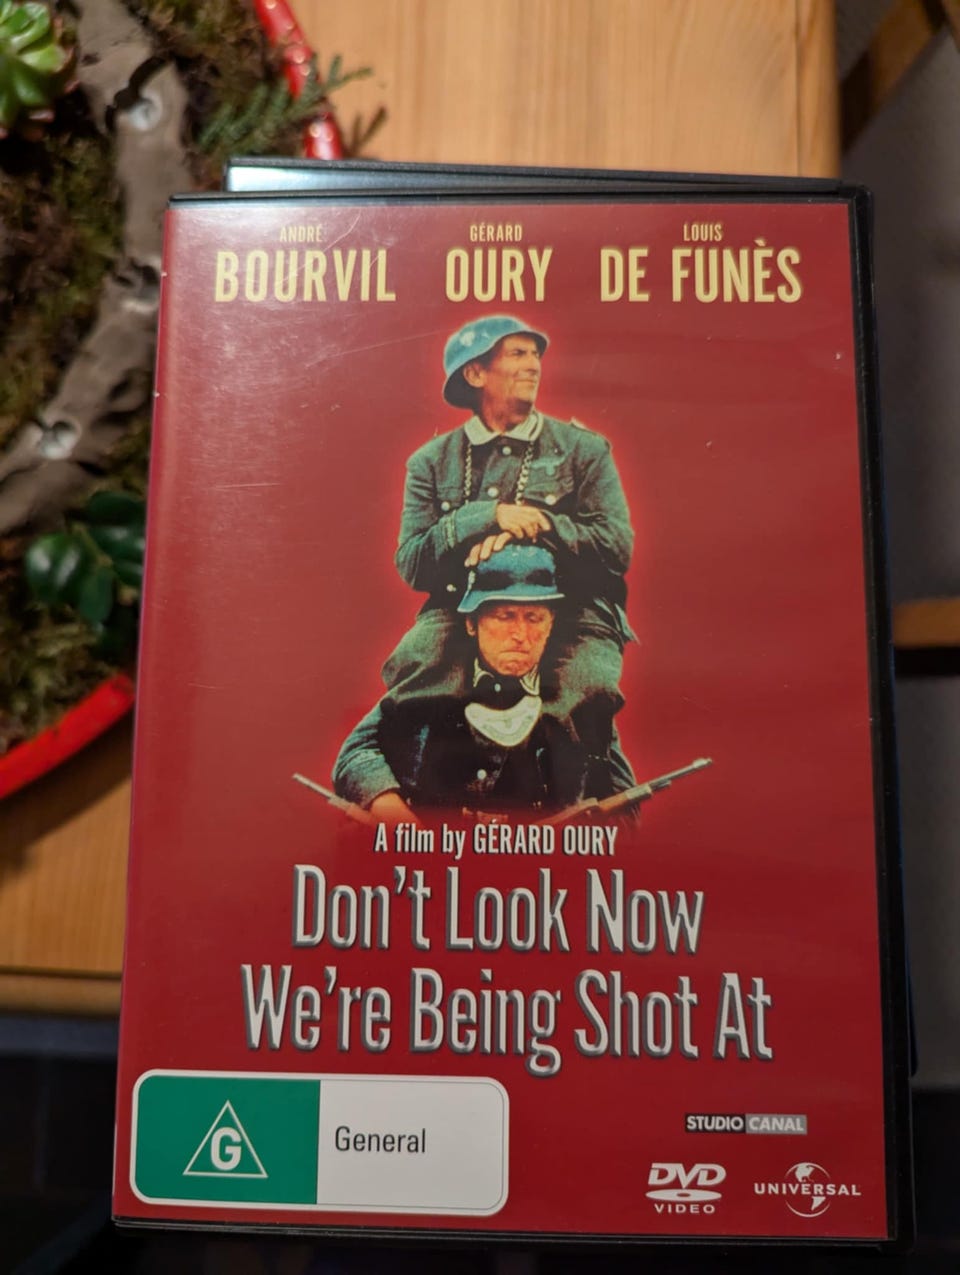 ANDRÉ GÉRARD LOUIS
BOURVIL OURY DE FUNÈS
A film by GÉRARD OURY
Don't Look Now
We're Being Shot At
G General
STUDIO CANAL
DVD
VIDEO
UNIVERSAL